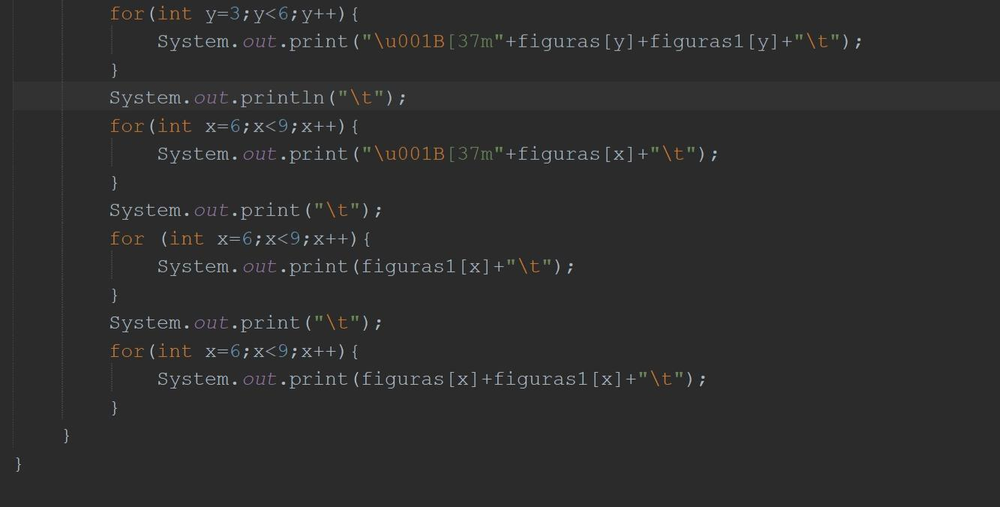 for(int y=3;y<6;y++){
System.out.print("\u001B[37m"+figuras[y]+figuras1[y]+"\t");
}
System.out.println("\t");
for(int x=6;x<9;x++){
System.out.print("\u001B[37m"+figuras[x]+"\t");
}
System.out.print("\t");
for (int x=6;x<9;x++){
System.out.print(figuras1[x]+"\t");
}
System.out.print("\t");
for(int x=6;x<9;x++){
System.out.print(figuras[x]+figuras1[x]+"\t");
}
}
}